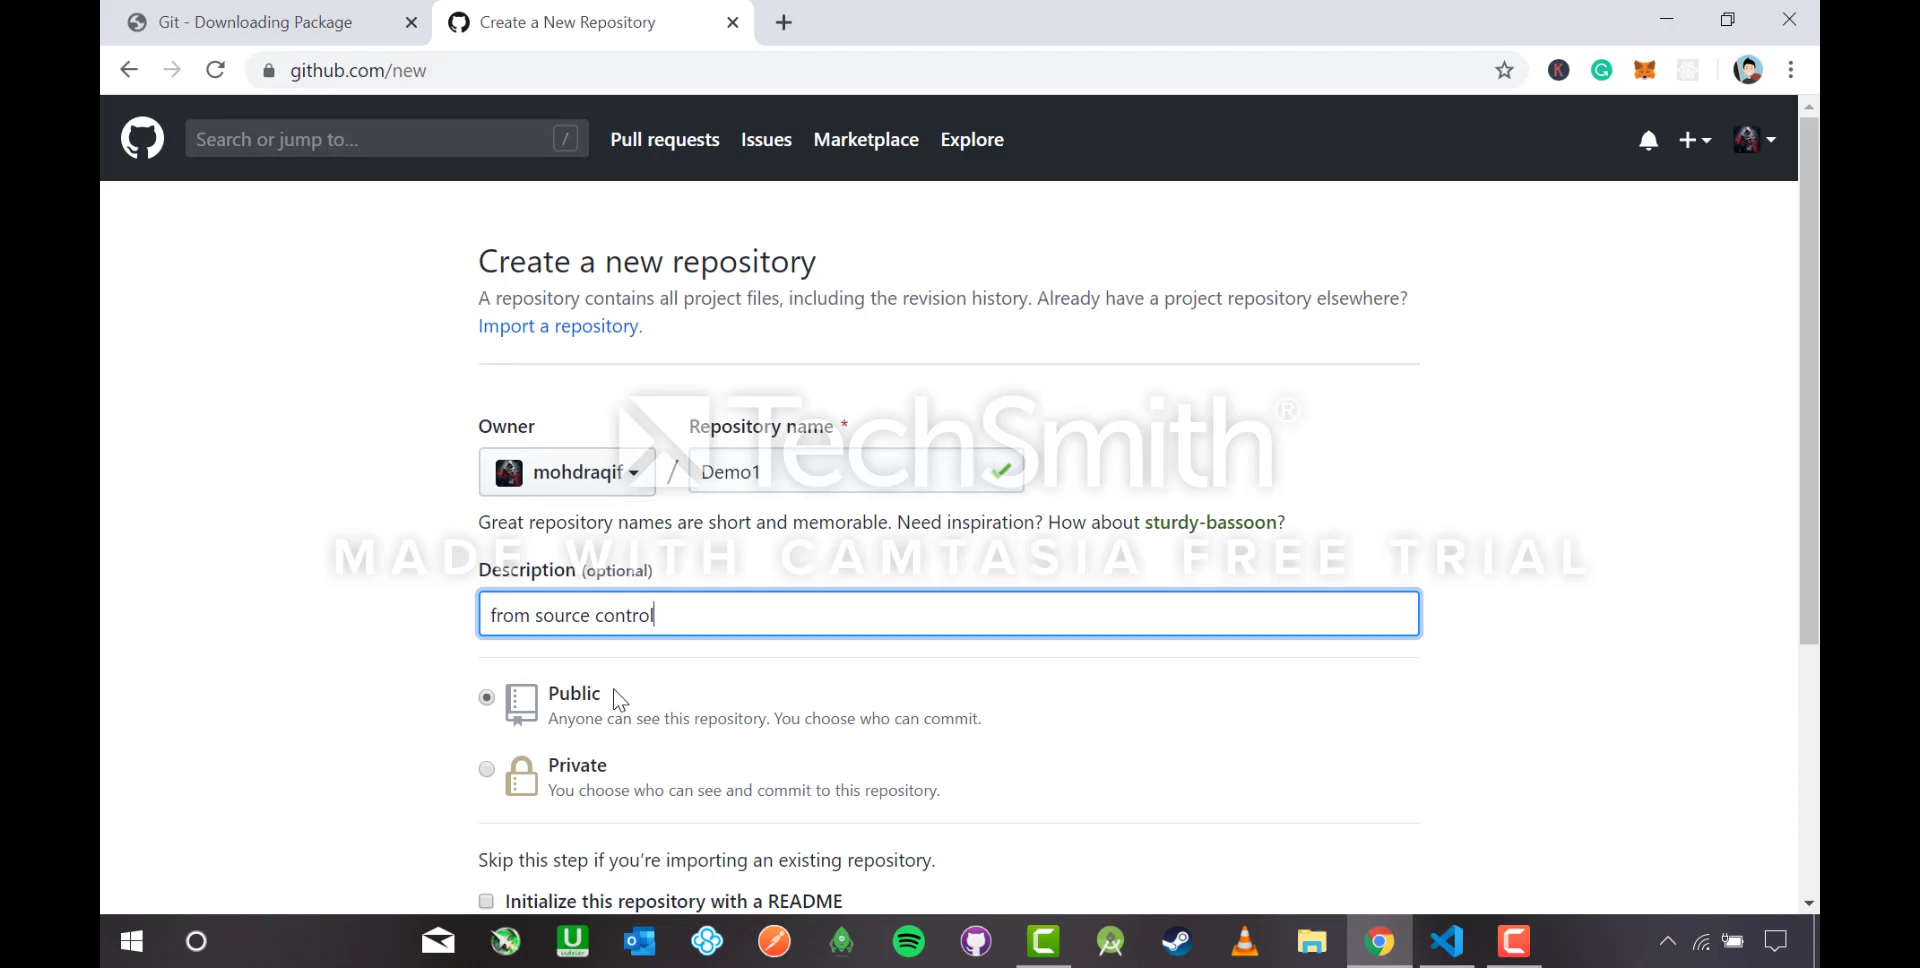 Git - Downloading Package
Create a New Repository
github.com/new
K
G
Search or jump to...
/
Pull requests
Issues
Marketplace
Explore
Create a new repository
A repository contains all project files, including the revision history. Already have a project repository elsewhere?
Import a repository.
Owner
Repository name *
mohdraqif
/
Demo1
TechSmith®
Great repository names are short and memorable. Need inspiration? How about sturdy-bassoon?
MADE WITH CAMTASIA FREE TRIAL
Description (optional)
from source control
Public
Anyone can see this repository. You choose who can commit.
Private
You choose who can see and commit to this repository.
Skip this step if you're importing an existing repository.
Initialize this repository with a README